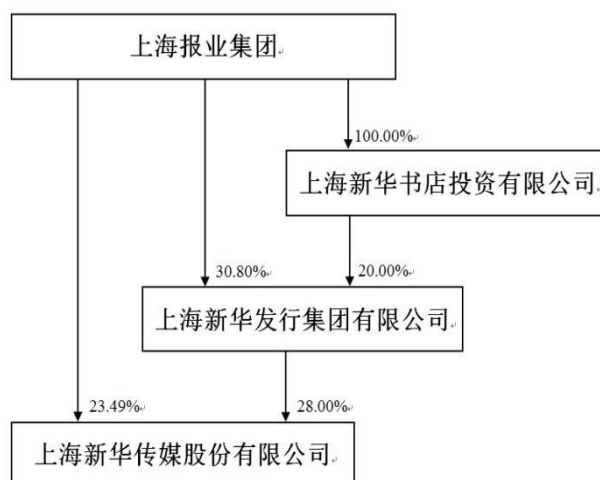 上海报业集团
100.00%
上海新华书店投资有限公司
30.80%
20.00%
上海新华发行集团有限公司
23.49%
28.00%
上海新华传媒股份有限公司